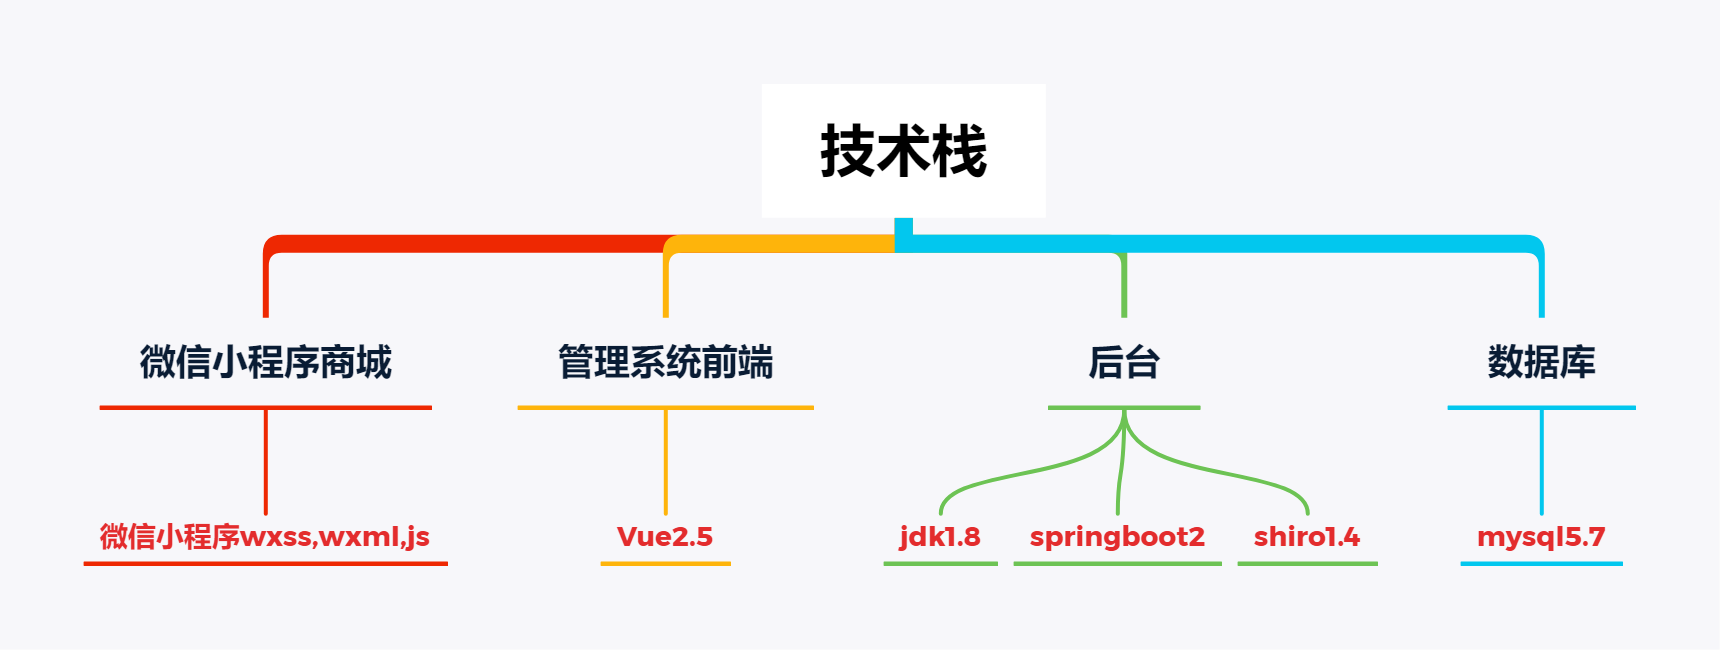 技术栈
微信小程序商城
管理系统前端
后台
数据库
微信小程序wxss,wxml,js
Vue2.5
jdk1.8
springboot2
shiro1.4
mysql5.7